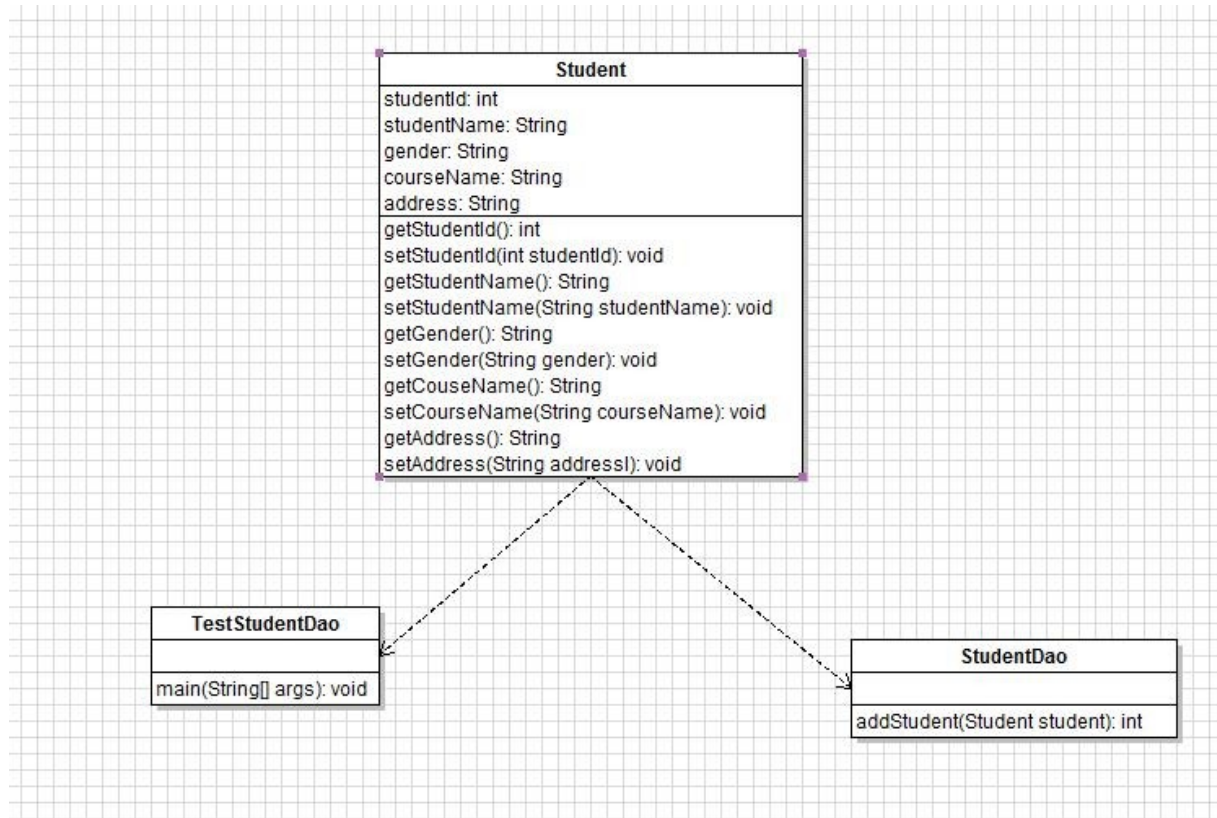 Student
studentId: int
studentName: String
gender: String
courseName: String
address: String
getStudentId(): int
setStudentId(int studentId): void
getStudentName(): String
setStudentName(String studentName): void
getGender(): String
setGender(String gender): void
getCouseName(): String
setCourseName(String courseName): void
getAddress(): String
setAddress(String addressl): void
TestStudentDao
main(String[] args): void
StudentDao
addStudent(Student student): int